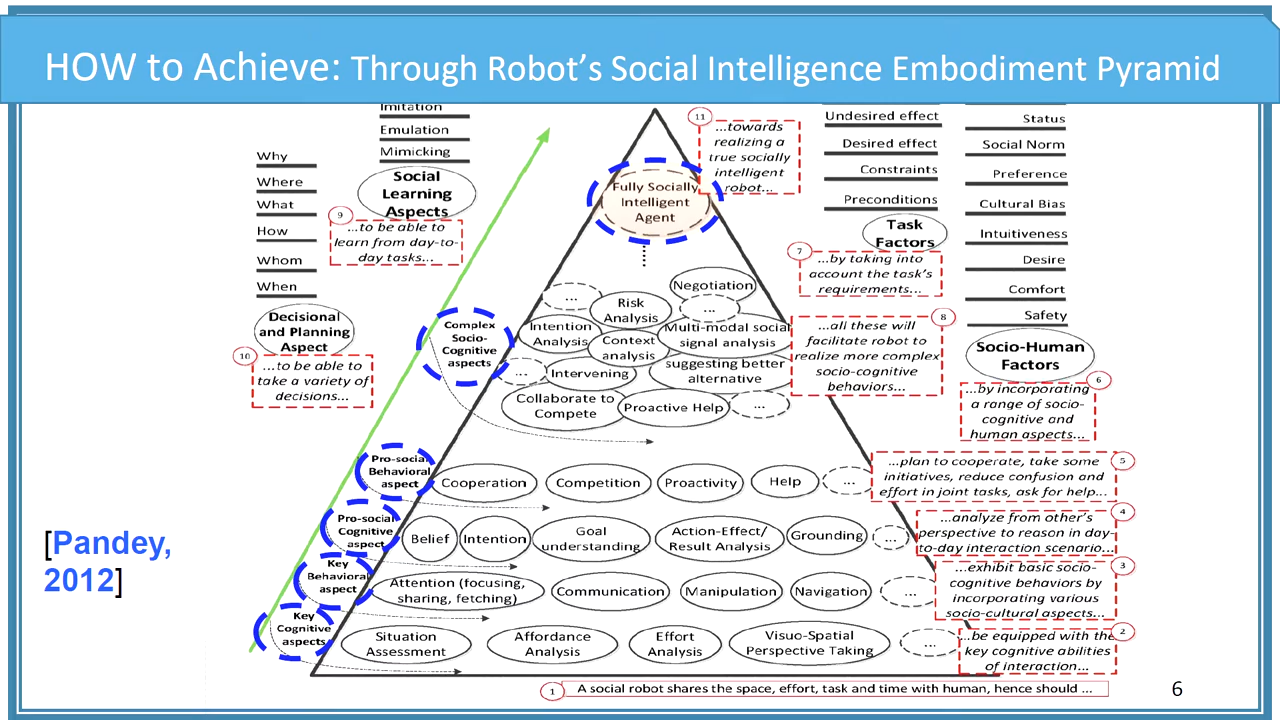 HOW to Achieve: Through Robot's Social Intelligence Embodiment Pyramid
Imitation
Emulation
Mimicking
Social
Learning
Aspects
9
...to be able to
learn from day-to-
day tasks...
Why
Where
What
How
Whom
When
Decisional
and Planning
Aspect
10
...to be able to
take a variety of
decisions...
11
...towards
realizing a
true socially
intelligent
robot...
Fully Socially
Intelligent
Agent
Undesired effect
Desired effect
Constraints
Preconditions
Task
Factors
7
...by taking into
account the task's
requirements...
Status
Social Norm
Preference
Cultural Bias
Intuitiveness
Desire
Comfort
Safety
Socio-Human
Factors
6
...by incorporating
a range of socio-
cognitive and
human aspects...
8
...all these will
facilitate robot to
realize more complex
socio-cognitive
behaviors...
Complex
Socio-
Cognitive
aspects
Negotiation
...
Risk
Analysis
...
Intention
Analysis
Context
analysis
Multi-modal social
signal analysis
...
Intervening
suggesting better
alternative
Collaborate to
Compete
Proactive Help
...
Pro-social
Behavioral
aspect
Cooperation
Competition
Proactivity
Help
...
5
...plan to cooperate, take some
initiatives, reduce confusion and
effort in joint tasks, ask for help...
Pro-social
Cognitive
aspect
Belief
Intention
Goal
understanding
Action-Effect/
Result Analysis
Grounding
...
4
...analyze from other's
perspective to reason in day-
to-day interaction scenario...
Key
Behavioral
aspect
Attention (focusing,
sharing, fetching)
Communication
Manipulation
Navigation
...
3
...exhibit basic socio-
cognitive behaviors by
incorporating various
socio-cultural aspects...
Key
Cognitive
aspects
Situation
Assessment
Affordance
Analysis
Effort
Analysis
Visuo-Spatial
Perspective Taking
...
2
...be equipped with the
key cognitive abilities
of interaction...
1
A social robot shares the space, effort, task and time with human, hence should ...
[Pandey,
2012]
6